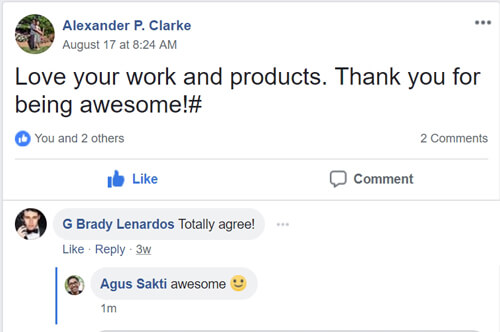 Alexander P. Clarke
August 17 at 8:24 AM
Love your work and products. Thank you for
being awesome!#
You and 2 others 2 Comments
Like Comment
G Brady Lenardos Totally agree!
Like · Reply · 3w
Agus Sakti awesome
1m